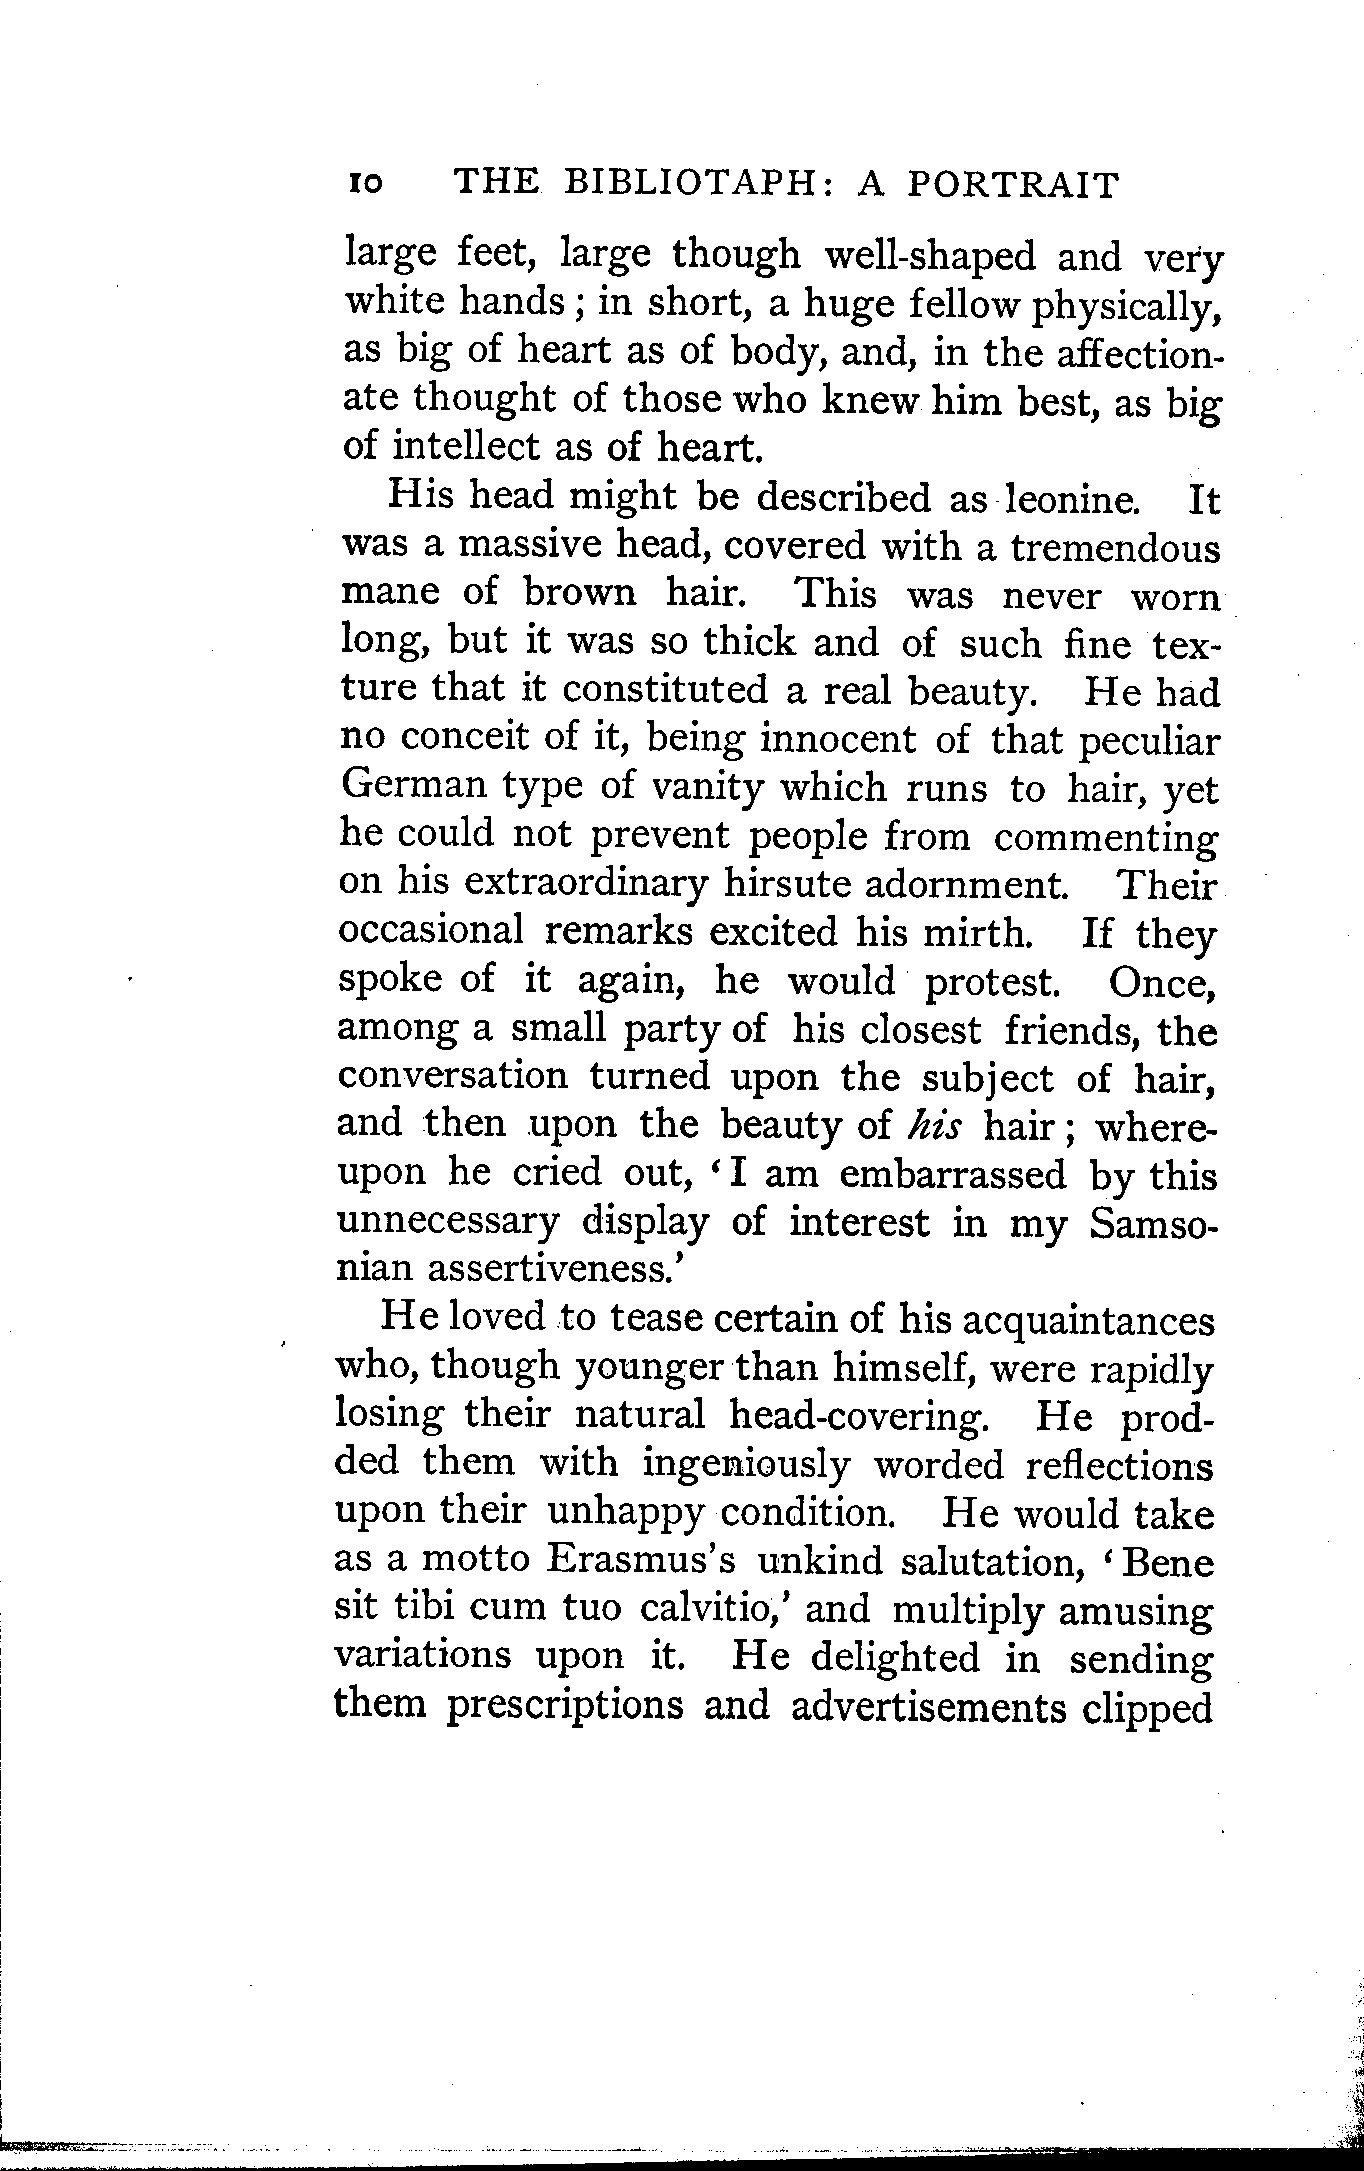 10 THE BIBLIOTAPH: A PORTRAIT
large feet, large though well-shaped and very
white hands; in short, a huge fellow physically,
as big of heart as of body, and, in the affection-
ate thought of those who knew him best, as big
of intellect as of heart.
His head might be described as leonine. It
was a massive head, covered with a tremendous
mane of brown hair. This was never worn
long, but it was so thick and of such fine tex-
ture that it constituted a real beauty. He had
no conceit of it, being innocent of that peculiar
German type of vanity which runs to hair, yet
he could not prevent people from commenting
on his extraordinary hirsute adornment. Their
occasional remarks excited his mirth. If they
spoke of it again, he would protest. Once,
among a small party of his closest friends, the
conversation turned upon the subject of hair,
and then upon the beauty of his hair; where-
upon he cried out, ‘I am embarrassed by this
unnecessary display of interest in my Samso-
nian assertiveness.’
He loved to tease certain of his acquaintances
who, though younger than himself, were rapidly
losing their natural head-covering. He prod-
ded them with ingeniously worded reflections
upon their unhappy condition. He would take
as a motto Erasmus’s unkind salutation, ‘Bene
sit tibi cum tuo calvitio,’ and multiply amusing
variations upon it. He delighted in sending
them prescriptions and advertisements clipped